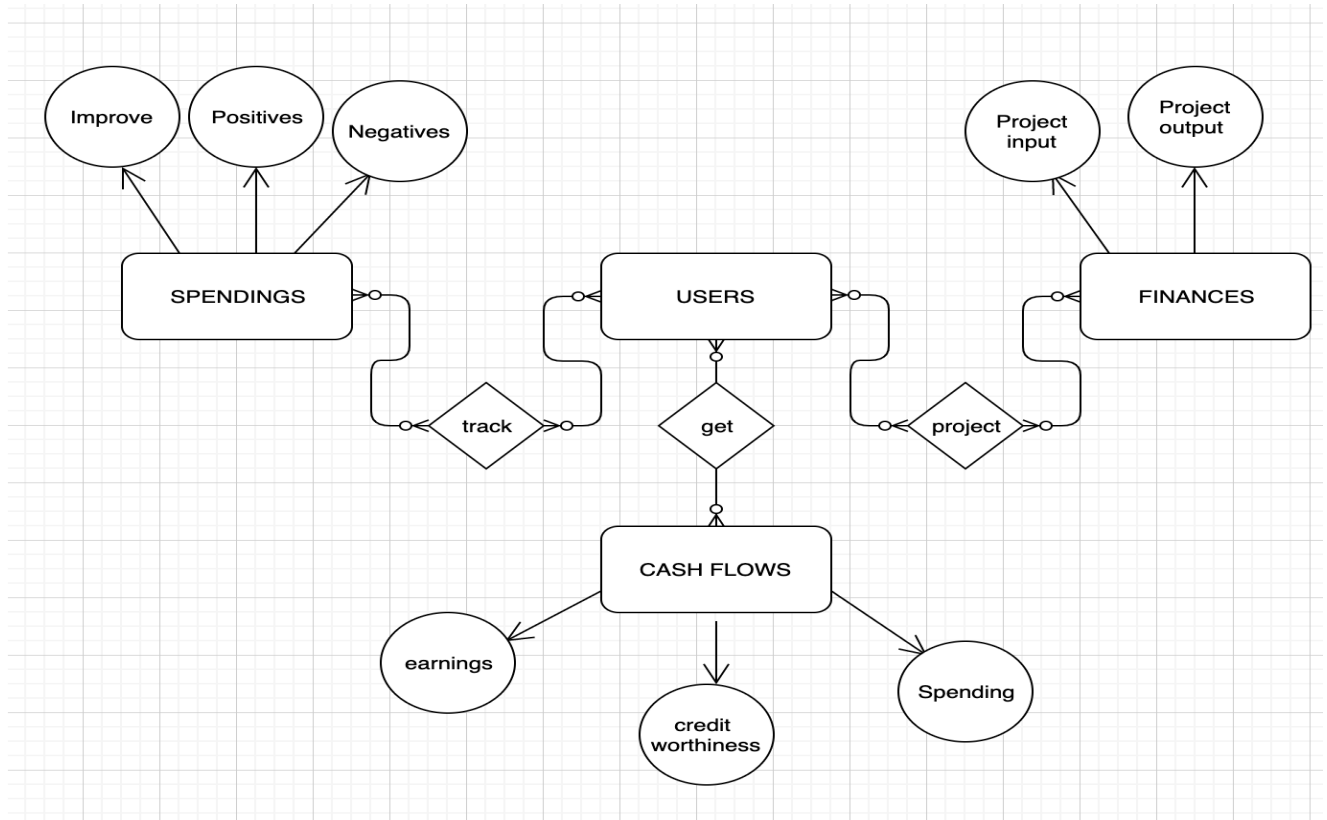 Improve
Positives
Negatives
Project
input
Project
output
SPENDINGS
USERS
FINANCES
track
get
project
CASH FLOWS
earnings
credit
worthiness
Spending